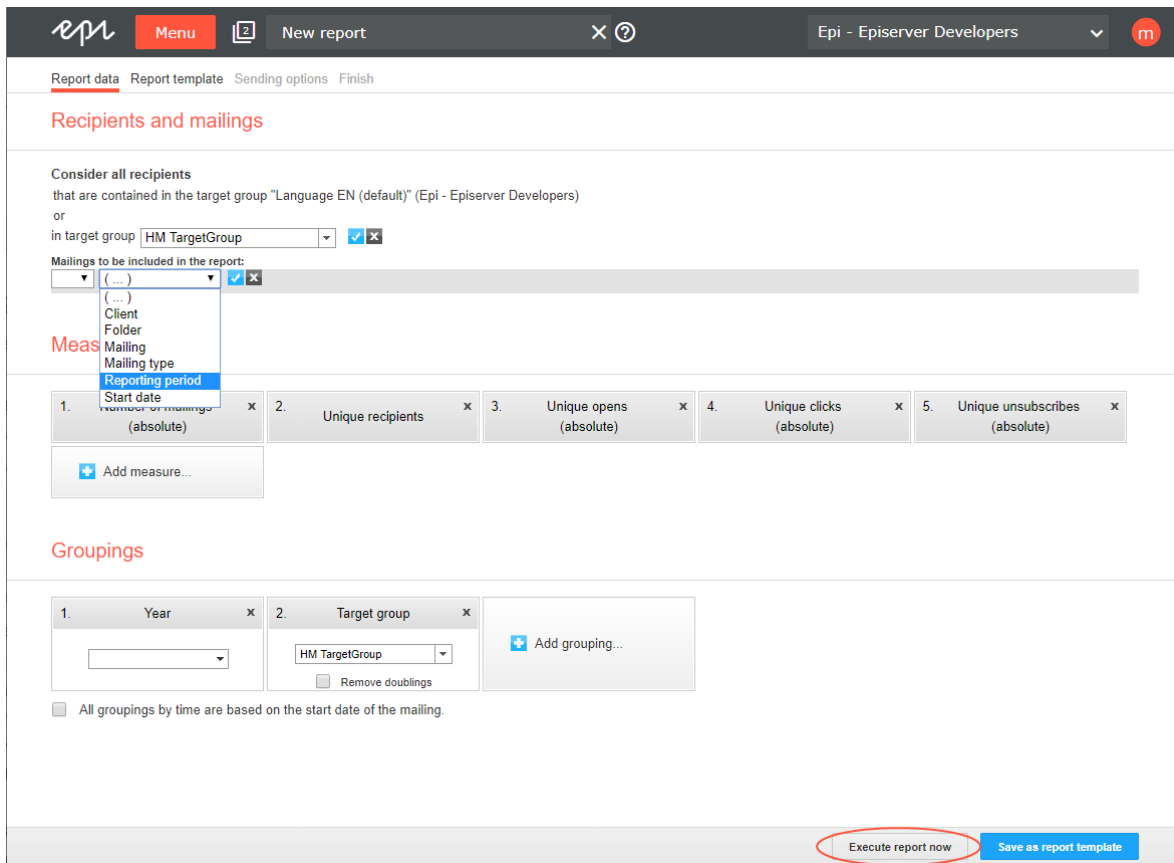 epi
Menu
2
New report
Epi - Episerver Developers
m
Report data Report template Sending options Finish
Recipients and mailings
Consider all recipients
that are contained in the target group "Language EN (default)" (Epi - Episerver Developers)
or
in target group HM TargetGroup
Mailings to be included in the report:
( ... )
( ... )
Client
Folder
Mailing
Mailing type
Reporting period
Start date
Meas
1. Number of mailings (absolute) x
2. Unique recipients x
3. Unique opens (absolute) x
4. Unique clicks (absolute) x
5. Unique unsubscribes (absolute) x
Add measure...
Groupings
1. Year x
2. Target group x
HM TargetGroup
Remove doublings
Add grouping...
All groupings by time are based on the start date of the mailing.
Execute report now
Save as report template